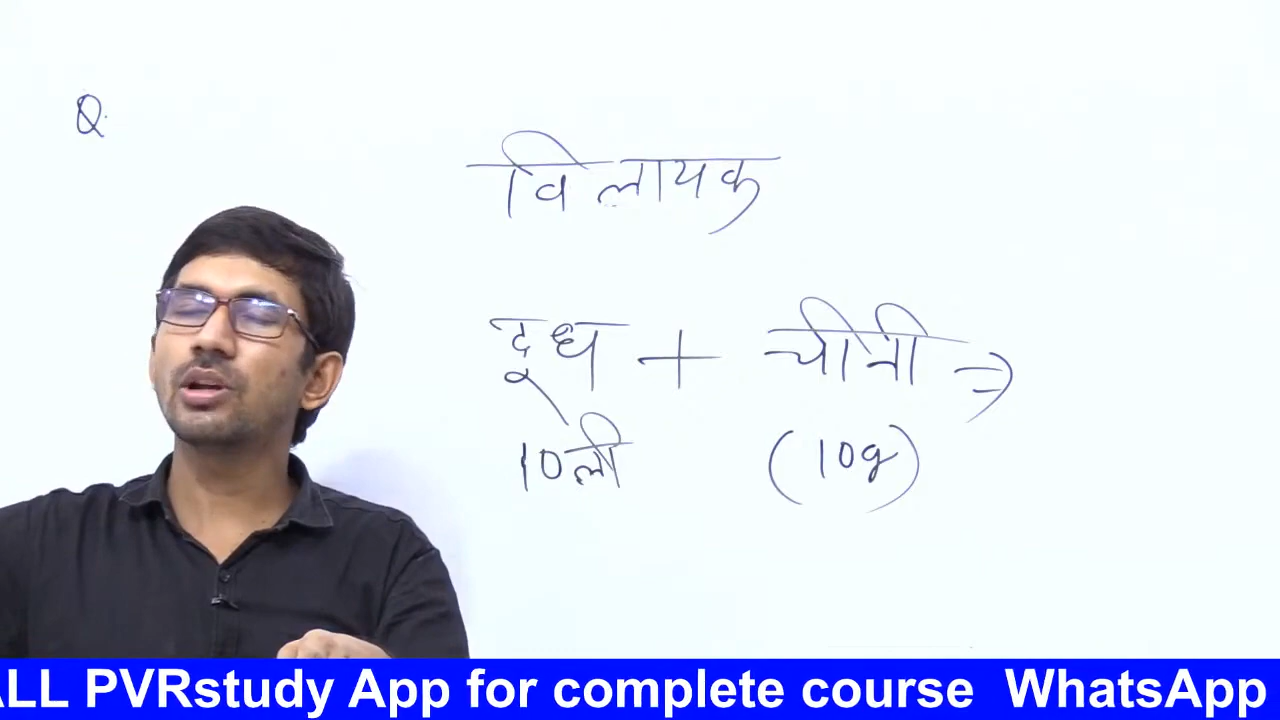 Q.
विलायक
दूध + चीनी ⇒
10ली (10g)
ALL PVRstudy App for complete course WhatsApp